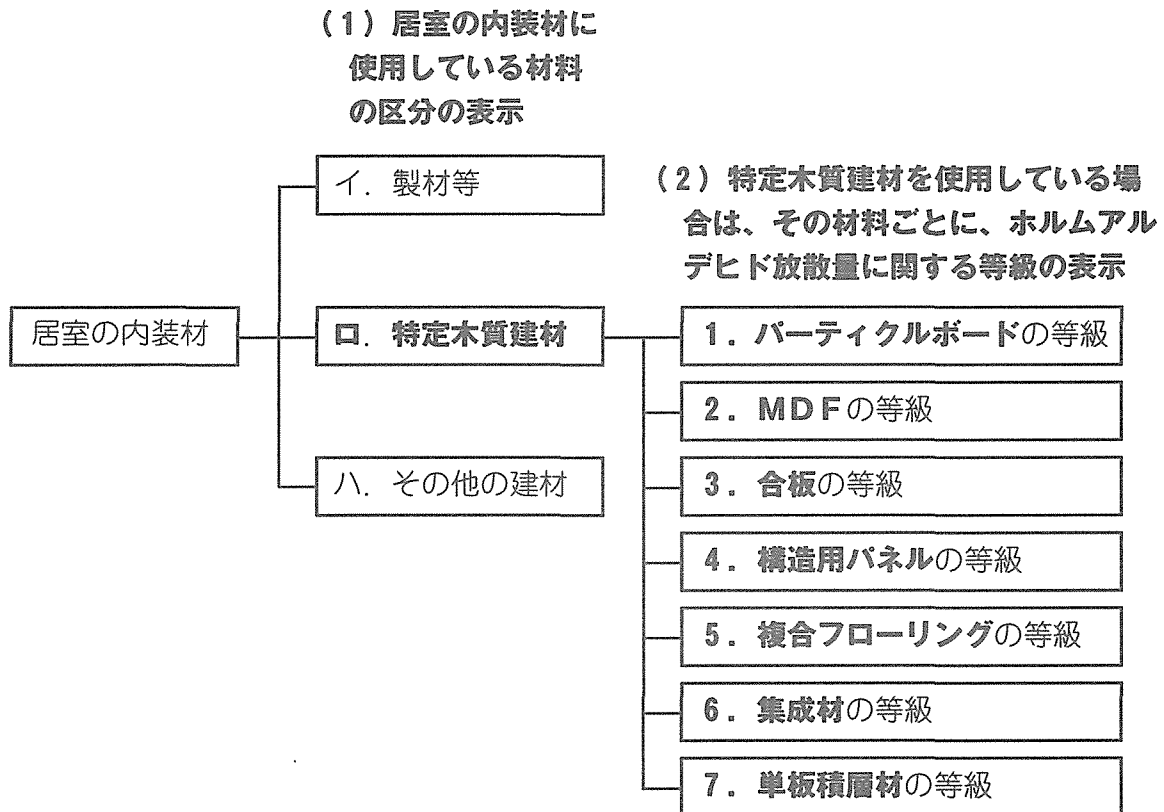 (1) 居室の内装材に
使用している材料
の区分の表示
イ. 製材等
(2) 特定木質建材を使用している場
合は、その材料ごとに、ホルムアル
デヒド放散量に関する等級の表示
居室の内装材
ロ. 特定木質建材
1. パーティクルボードの等級
2. MDFの等級
3. 合板の等級
ハ. その他の建材
4. 構造用パネルの等級
5. 複合フローリングの等級
6. 集成材の等級
7. 単板積層材の等級